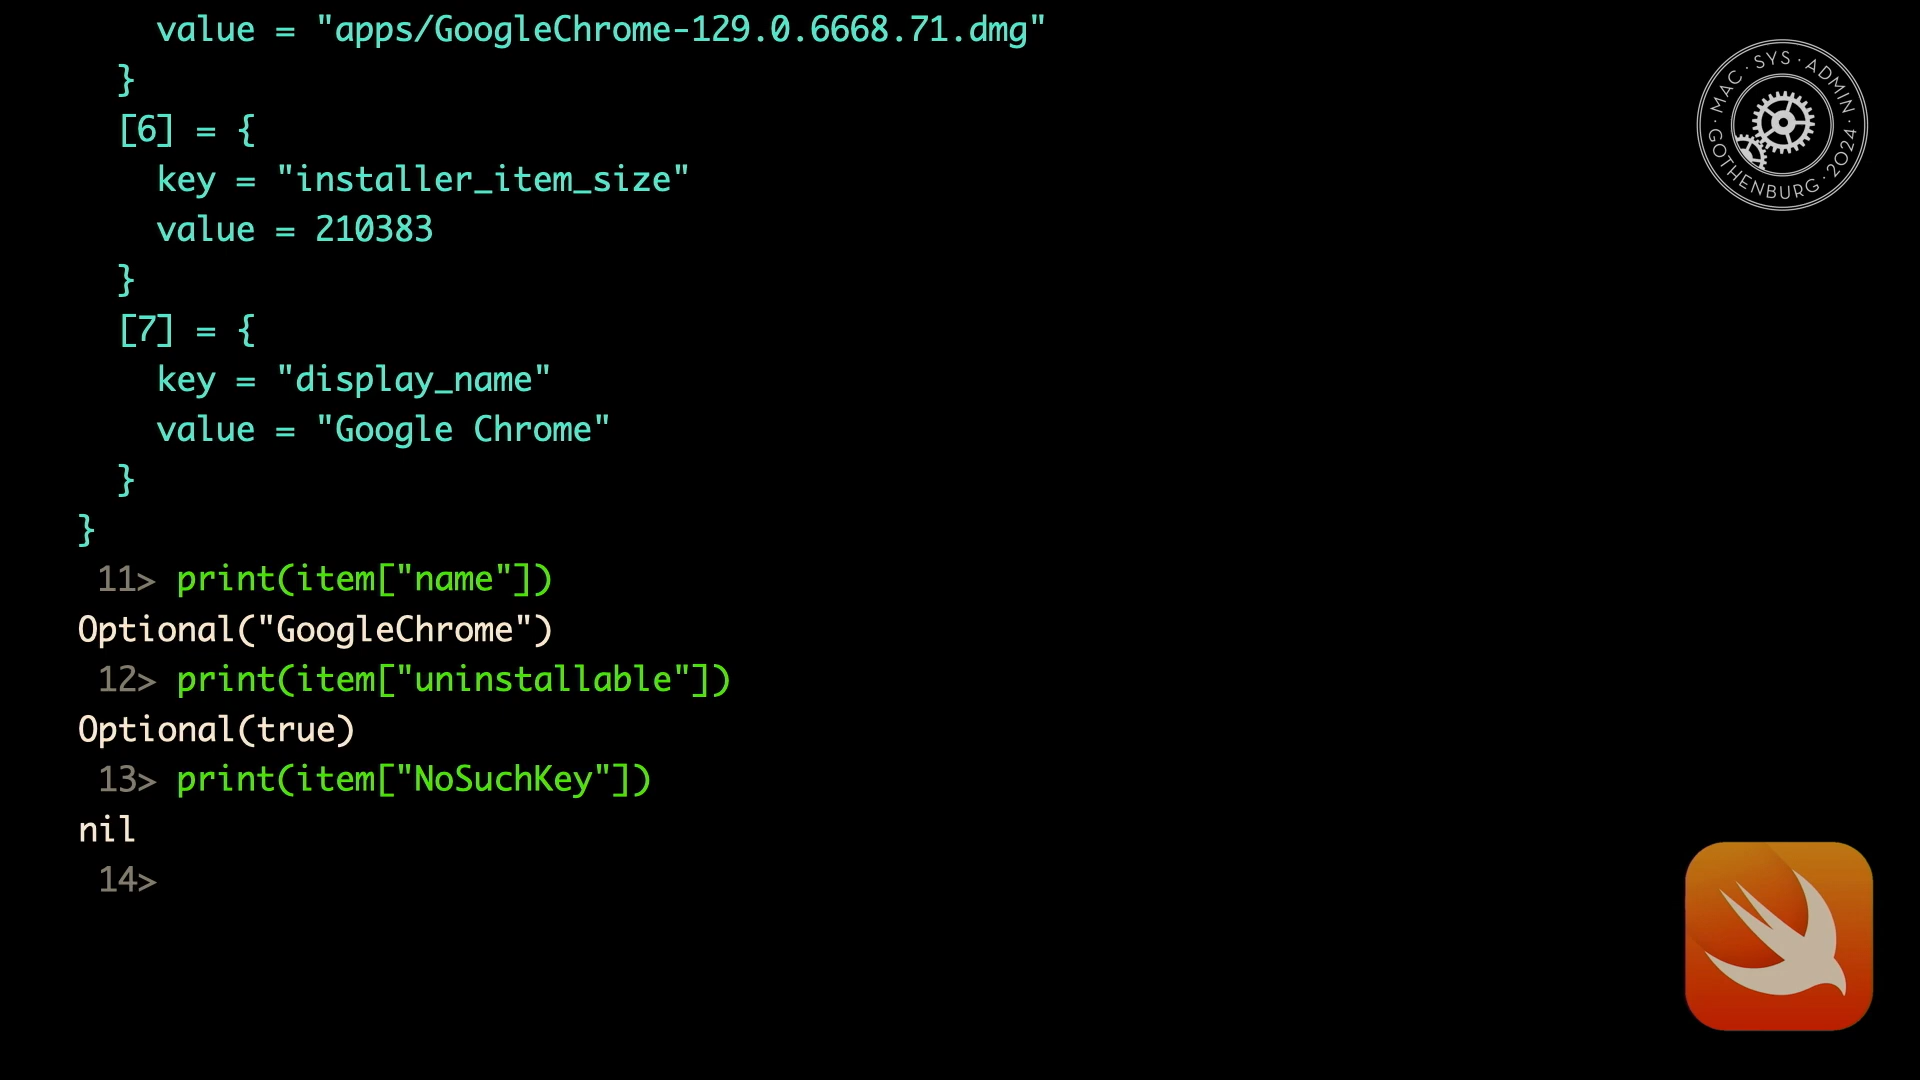 value = "apps/GoogleChrome-129.0.6668.71.dmg"
}
[6] = {
key = "installer_item_size"
value = 210383
}
[7] = {
key = "display_name"
value = "Google Chrome"
}
}
11> print(item["name"])
Optional("GoogleChrome")
12> print(item["uninstallable"])
Optional(true)
13> print(item["NoSuchKey"])
nil
14>
· MAC · SYS · ADMIN ·
GOTHENBURG · 2024